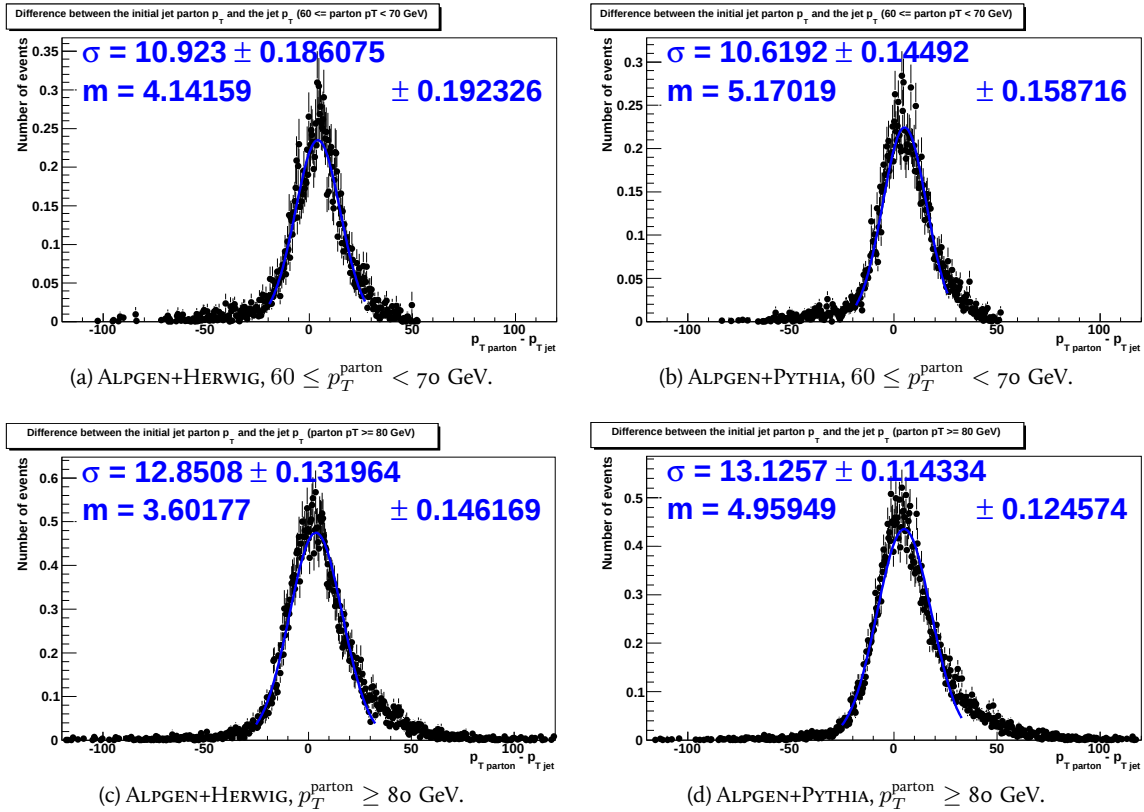 Difference between the initial jet parton p_T and the jet p_T (60 <= parton pT < 70 GeV)
Number of events
σ = 10.923 ± 0.186075
m = 4.14159 ± 0.192326
0.35
0.3
0.25
0.2
0.15
0.1
0.05
0
-100 -50 0 50 100
p_T parton - p_T jet
(a) ALPGEN+HERWIG, 60 ≤ p_T^parton < 70 GeV.
Difference between the initial jet parton p_T and the jet p_T (60 <= parton pT < 70 GeV)
Number of events
σ = 10.6192 ± 0.14492
m = 5.17019 ± 0.158716
0.3
0.25
0.2
0.15
0.1
0.05
0
-100 -50 0 50 100
p_T parton - p_T jet
(b) ALPGEN+PYTHIA, 60 ≤ p_T^parton < 70 GeV.
Difference between the initial jet parton p_T and the jet p_T (parton pT >= 80 GeV)
Number of events
σ = 12.8508 ± 0.131964
m = 3.60177 ± 0.146169
0.6
0.5
0.4
0.3
0.2
0.1
0
-100 -50 0 50 100
p_T parton - p_T jet
(c) ALPGEN+HERWIG, p_T^parton ≥ 80 GeV.
Difference between the initial jet parton p_T and the jet p_T (parton pT >= 80 GeV)
Number of events
σ = 13.1257 ± 0.114334
m = 4.95949 ± 0.124574
0.5
0.4
0.3
0.2
0.1
0
-100 -50 0 50 100
p_T parton - p_T jet
(d) ALPGEN+PYTHIA, p_T^parton ≥ 80 GeV.